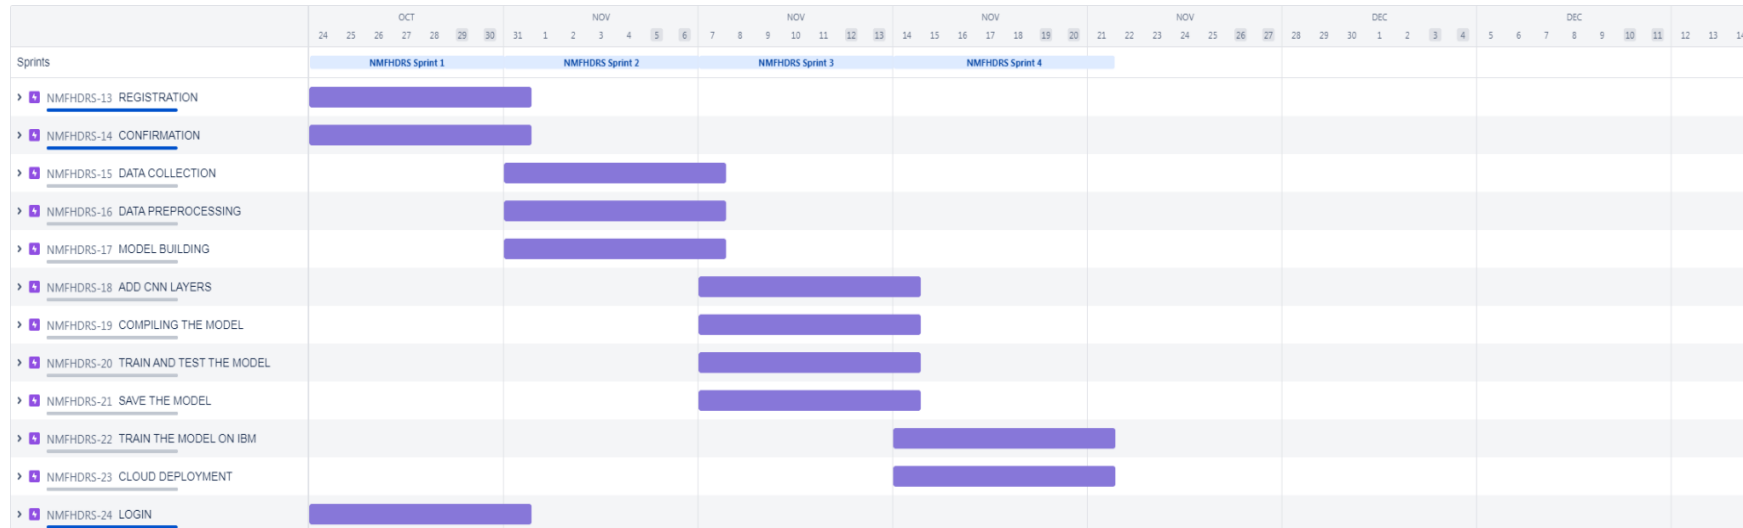 OCT NOV NOV NOV NOV DEC DEC
24 25 26 27 28 29 30 31 1 2 3 4 5 6 7 8 9 10 11 12 13 14 15 16 17 18 19 20 21 22 23 24 25 26 27 28 29 30 1 2 3 4 5 6 7 8 9 10 11 12 13 14
Sprints NMFHDRS Sprint 1 NMFHDRS Sprint 2 NMFHDRS Sprint 3 NMFHDRS Sprint 4
NMFHDRS-13 REGISTRATION
NMFHDRS-14 CONFIRMATION
NMFHDRS-15 DATA COLLECTION
NMFHDRS-16 DATA PREPROCESSING
NMFHDRS-17 MODEL BUILDING
NMFHDRS-18 ADD CNN LAYERS
NMFHDRS-19 COMPILING THE MODEL
NMFHDRS-20 TRAIN AND TEST THE MODEL
NMFHDRS-21 SAVE THE MODEL
NMFHDRS-22 TRAIN THE MODEL ON IBM
NMFHDRS-23 CLOUD DEPLOYMENT
NMFHDRS-24 LOGIN